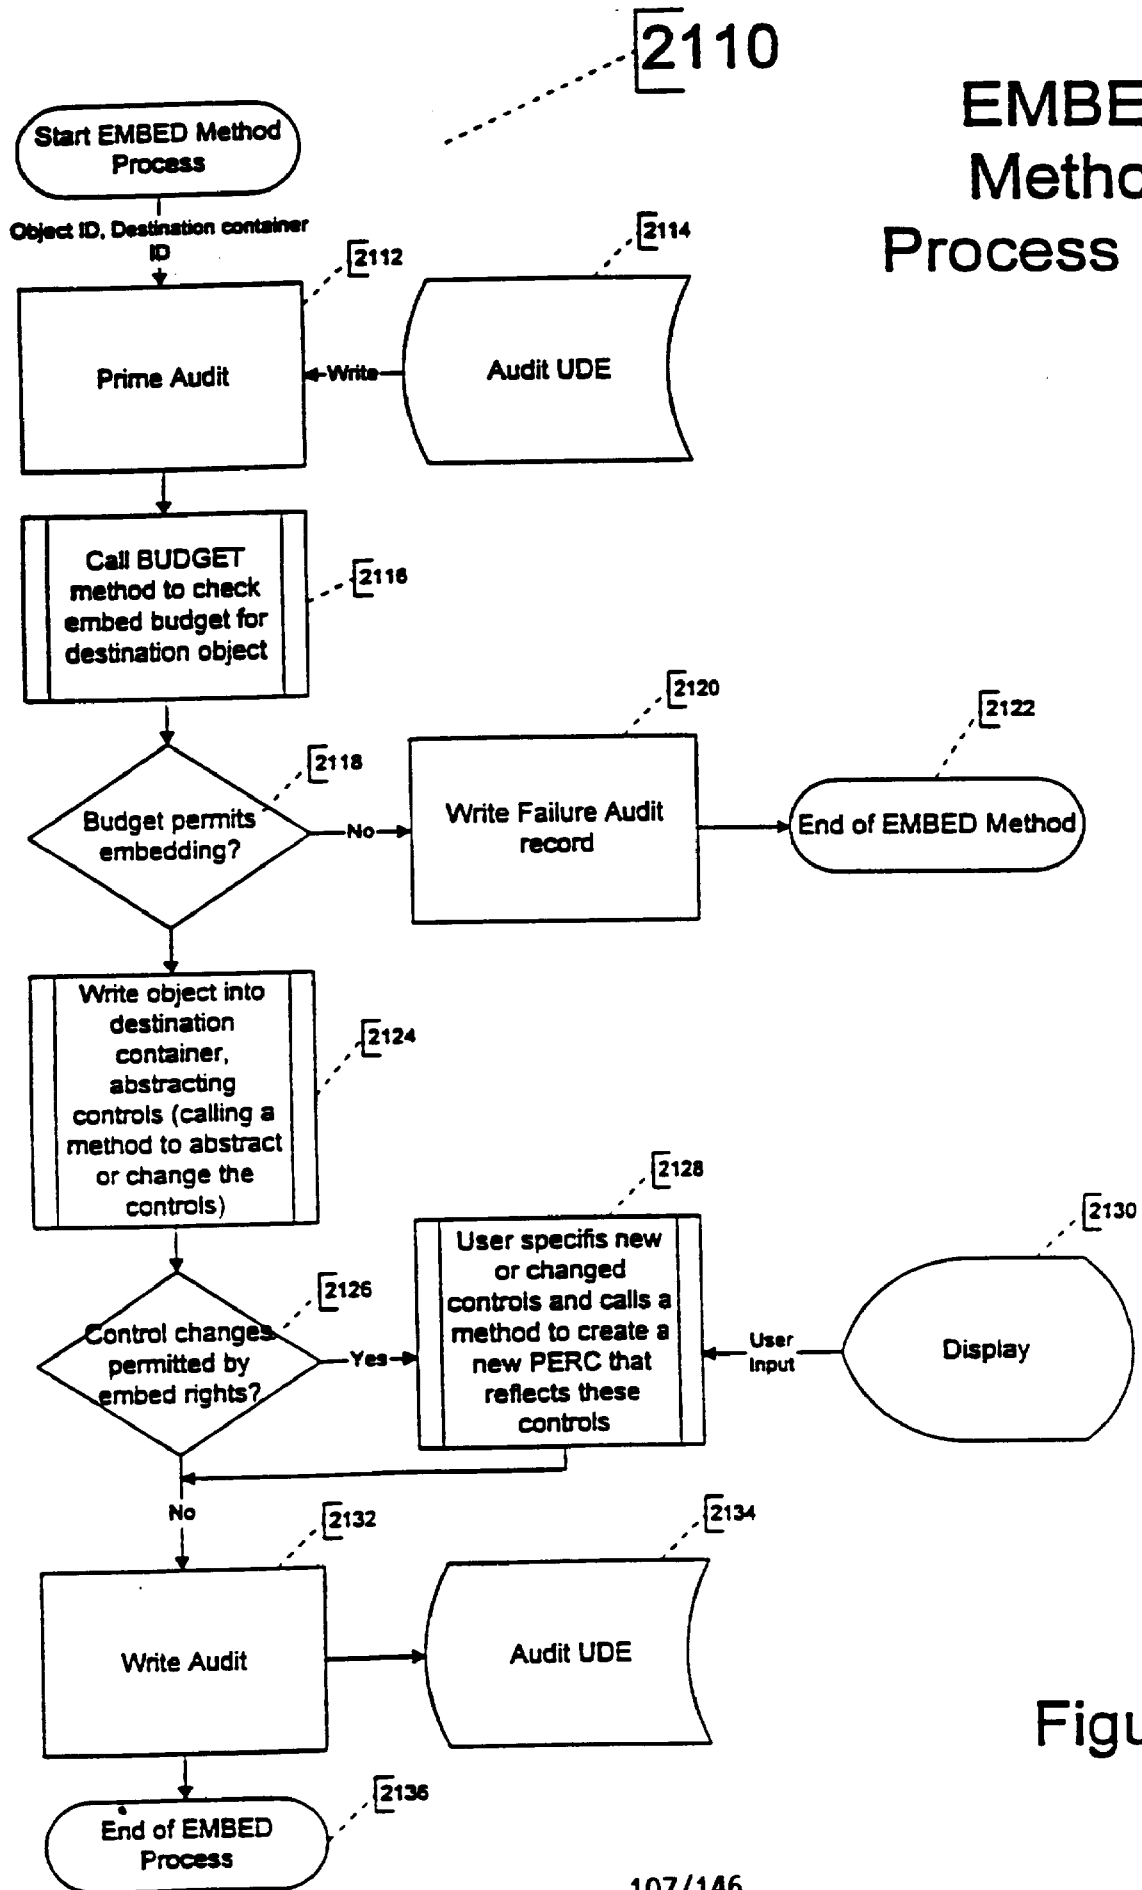 2110
EMBE
Metho
Process
Start EMBED Method
Process
Object ID, Destination container
ID
2112
2114
Prime Audit
Write
Audit UDE
Call BUDGET
method to check
embed budget for
destination object
2116
2118
2120
2122
Budget permits
embedding?
No
Write Failure Audit
record
End of EMBED Method
Write object into
destination
container,
abstracting
controls (calling a
method to abstract
or change the
controls)
2124
2126
2128
2130
Control changes
permitted by
embed rights?
Yes
User specifis new
or changed
controls and calls a
method to create a
new PERC that
reflects these
controls
User
Input
Display
No
2132
2134
Write Audit
Audit UDE
Figu
2136
End of EMBED
Process
107/146